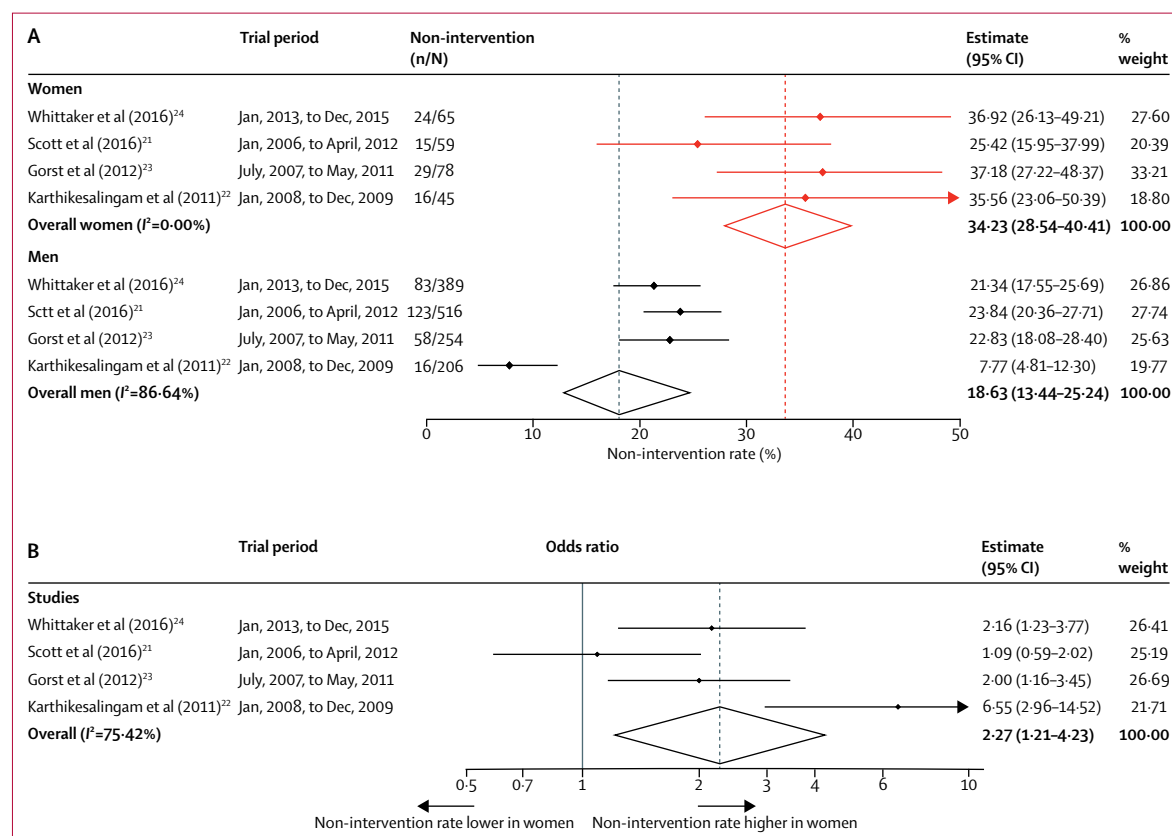 A Trial period Non-intervention (n/N) Estimate (95% CI) % weight
Women
Whittaker et al (2016)24 Jan, 2013, to Dec, 2015 24/65 36·92 (26·13–49·21) 27·60
Scott et al (2016)21 Jan, 2006, to April, 2012 15/59 25·42 (15·95–37·99) 20·39
Gorst et al (2012)23 July, 2007, to May, 2011 29/78 37·18 (27·22–48·37) 33·21
Karthikesalingam et al (2011)22 Jan, 2008, to Dec, 2009 16/45 35·56 (23·06–50·39) 18·80
Overall women (I²=0·00%) 34·23 (28·54–40·41) 100·00
Men
Whittaker et al (2016)24 Jan, 2013, to Dec, 2015 83/389 21·34 (17·55–25·69) 26·86
Sctt et al (2016)21 Jan, 2006, to April, 2012 123/516 23·84 (20·36–27·71) 27·74
Gorst et al (2012)23 July, 2007, to May, 2011 58/254 22·83 (18·08–28·40) 25·63
Karthikesalingam et al (2011)22 Jan, 2008, to Dec, 2009 16/206 7·77 (4·81–12·30) 19·77
Overall men (I²=86·64%) 18·63 (13·44–25·24) 100·00
0 10 20 30 40 50
Non-intervention rate (%)
B Trial period Odds ratio Estimate (95% CI) % weight
Studies
Whittaker et al (2016)24 Jan, 2013, to Dec, 2015 2·16 (1·23–3·77) 26·41
Scott et al (2016)21 Jan, 2006, to April, 2012 1·09 (0·59–2·02) 25·19
Gorst et al (2012)23 July, 2007, to May, 2011 2·00 (1·16–3·45) 26·69
Karthikesalingam et al (2011)22 Jan, 2008, to Dec, 2009 6·55 (2·96–14·52) 21·71
Overall (I²=75·42%) 2·27 (1·21–4·23) 100·00
0·5 0·7 1 2 3 4 6 10
Non-intervention rate lower in women Non-intervention rate higher in women